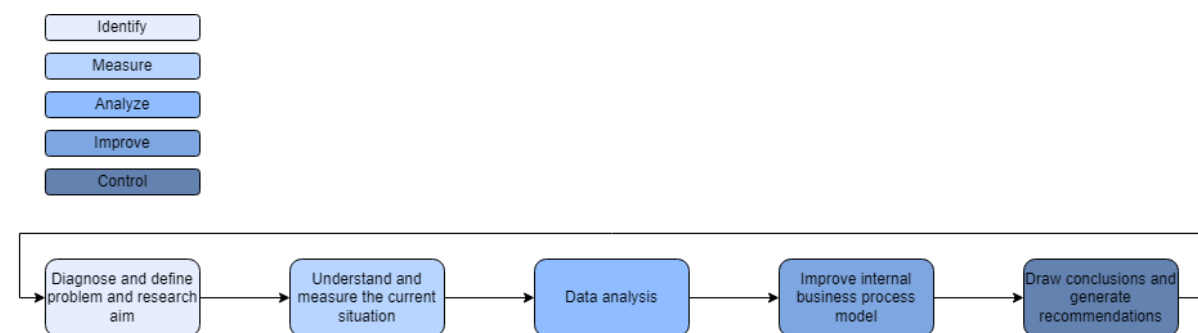 Identify
Measure
Analyze
Improve
Control
Diagnose and define
problem and research
aim
Understand and
measure the current
situation
Data analysis
Improve internal
business process
model
Draw conclusions and
generate
recommendations